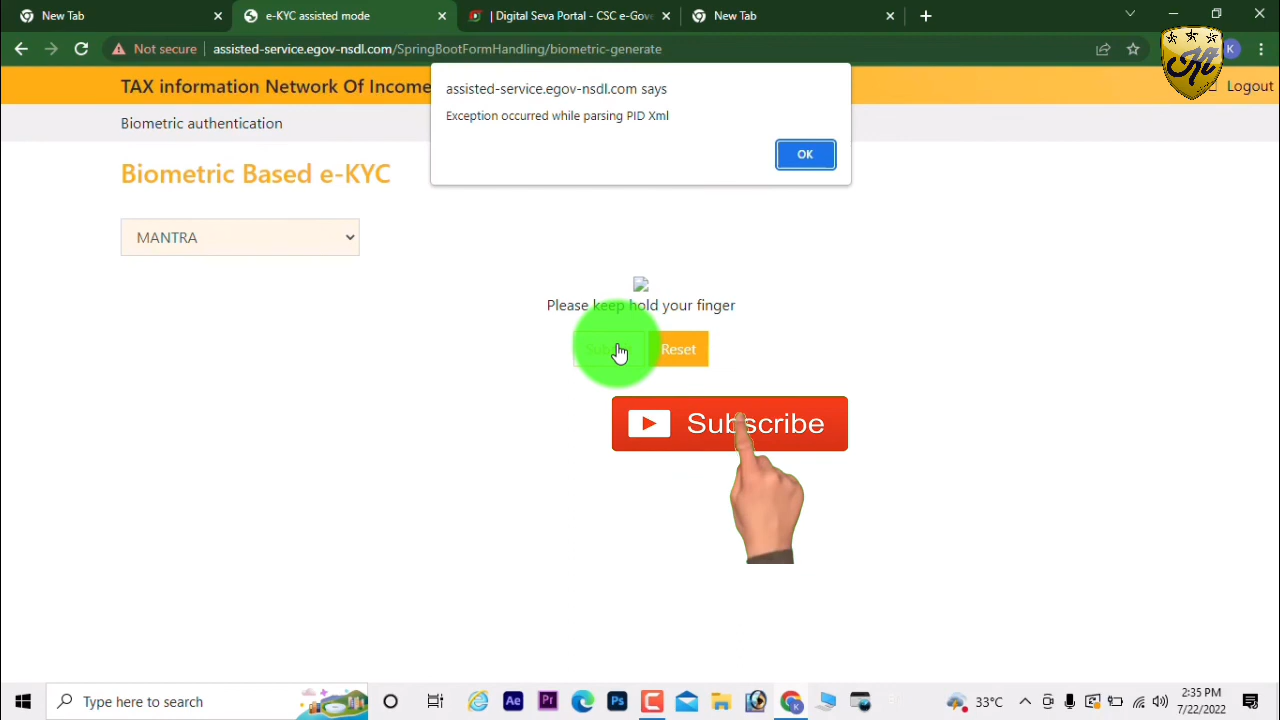 New Tab
e-KYC assisted mode
| Digital Seva Portal - CSC e-Gove
New Tab
Not secure
assisted-service.egov-nsdl.com/SpringBootFormHandling/biometric-generate
K
TAX information Network Of Income
Logout
assisted-service.egov-nsdl.com says
Exception occurred while parsing PID Xml
OK
Biometric authentication
Biometric Based e-KYC
MANTRA
Please keep hold your finger
Reset
Subscribe
Type here to search
Ae
Pr
Ps
K
33°C
2:35 PM
7/22/2022